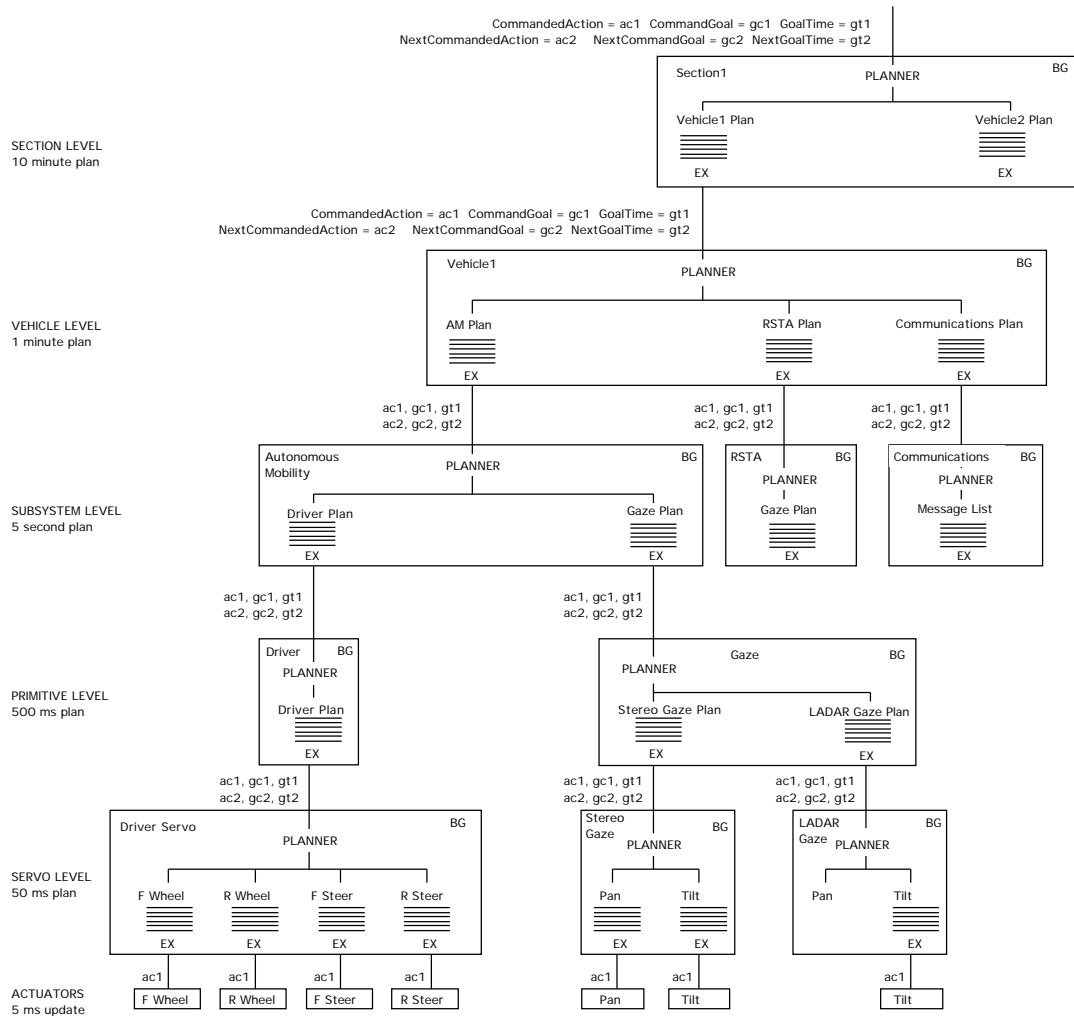 CommandedAction = ac1 CommandGoal = gc1 GoalTime = gt1
NextCommandedAction = ac2 NextCommandGoal = gc2 NextGoalTime = gt2
Section1
PLANNER
BG
Vehicle1 Plan
Vehicle2 Plan
EX
EX
SECTION LEVEL
10 minute plan
CommandedAction = ac1 CommandGoal = gc1 GoalTime = gt1
NextCommandedAction = ac2 NextCommandGoal = gc2 NextGoalTime = gt2
Vehicle1
PLANNER
BG
AM Plan
RSTA Plan
Communications Plan
EX
EX
EX
VEHICLE LEVEL
1 minute plan
ac1, gc1, gt1
ac2, gc2, gt2
ac1, gc1, gt1
ac2, gc2, gt2
ac1, gc1, gt1
ac2, gc2, gt2
Autonomous
Mobility
PLANNER
BG
Driver Plan
Gaze Plan
EX
EX
RSTA
BG
PLANNER
Gaze Plan
EX
Communications
BG
PLANNER
Message List
EX
SUBSYSTEM LEVEL
5 second plan
ac1, gc1, gt1
ac2, gc2, gt2
ac1, gc1, gt1
ac2, gc2, gt2
Driver
BG
PLANNER
Driver Plan
EX
Gaze
BG
PLANNER
Stereo Gaze Plan
LADAR Gaze Plan
EX
EX
PRIMITIVE LEVEL
500 ms plan
ac1, gc1, gt1
ac2, gc2, gt2
ac1, gc1, gt1
ac2, gc2, gt2
ac1, gc1, gt1
ac2, gc2, gt2
Driver Servo
BG
PLANNER
F Wheel
R Wheel
F Steer
R Steer
EX
EX
EX
EX
Stereo
Gaze
BG
PLANNER
Pan
Tilt
EX
EX
LADAR
Gaze
BG
PLANNER
Pan
Tilt
EX
SERVO LEVEL
50 ms plan
ac1
ac1
ac1
ac1
ac1
ac1
ac1
F Wheel
R Wheel
F Steer
R Steer
Pan
Tilt
Tilt
ACTUATORS
5 ms update